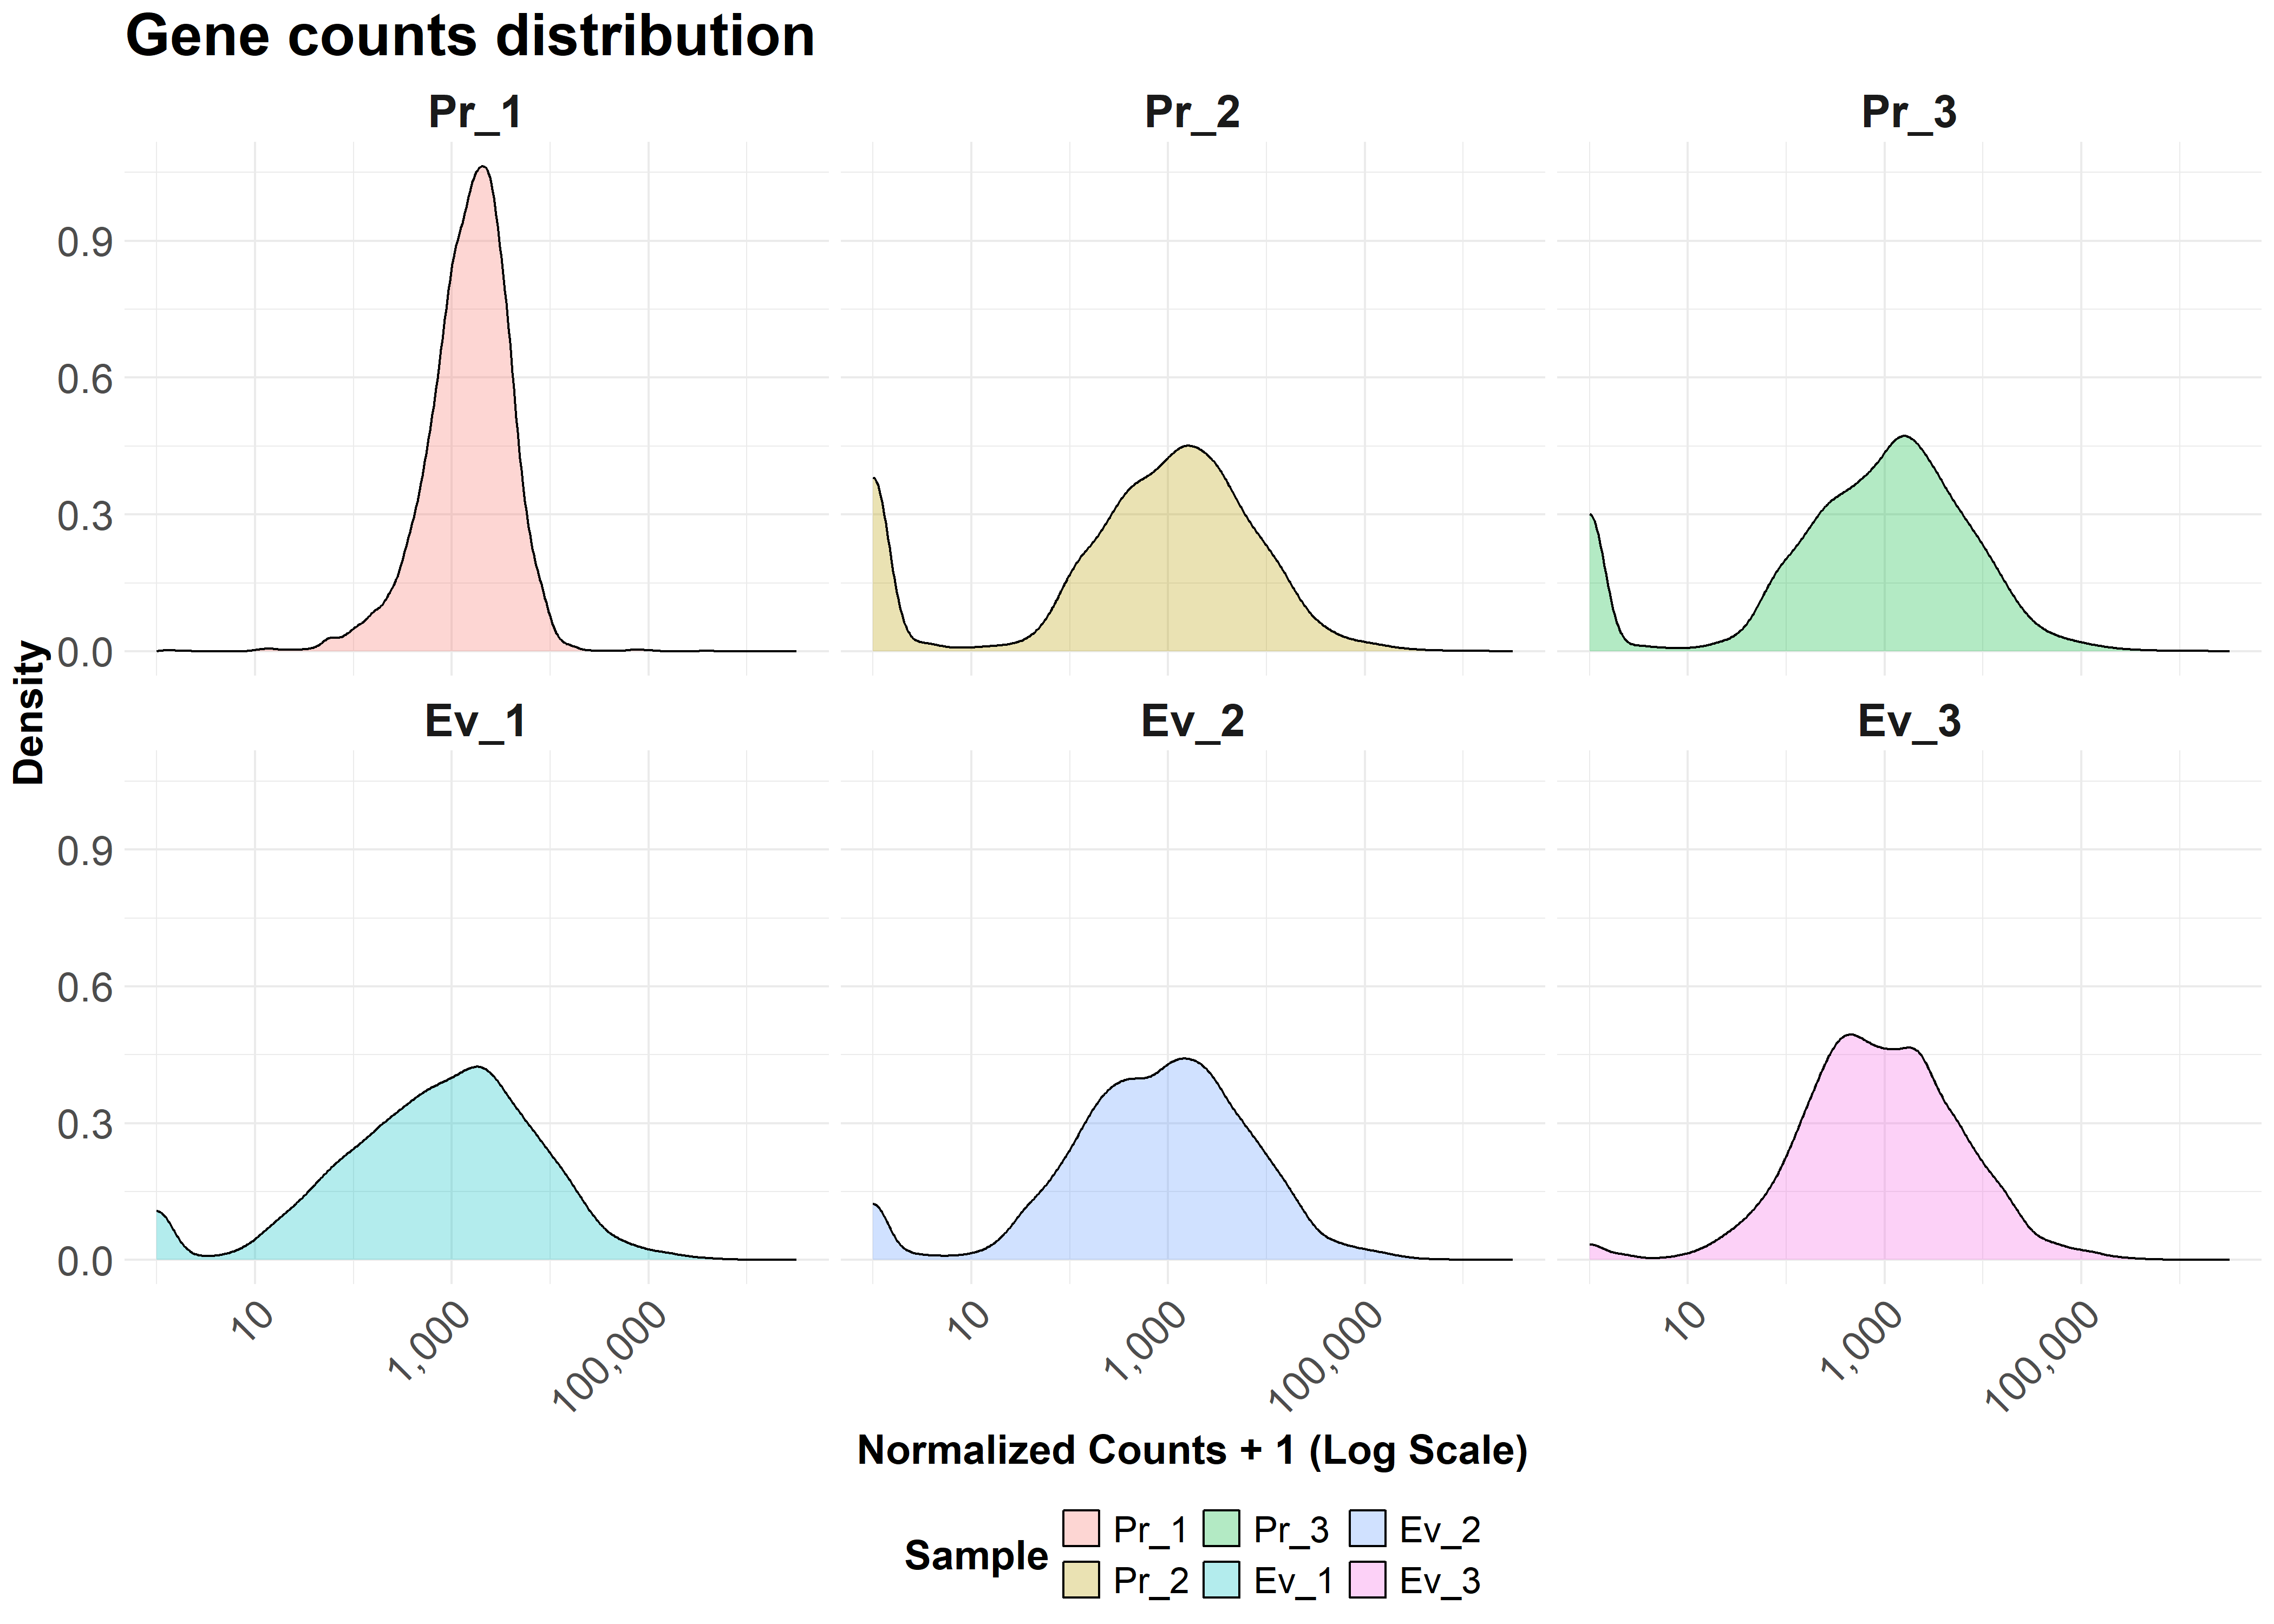 Gene counts distribution
Pr_1 Pr_2 Pr_3
0.9
0.6
0.3
0.0
Ev_1 Ev_2 Ev_3
0.9
0.6
0.3
0.0
Density
10 1,000 100,000 10 1,000 100,000 10 1,000 100,000
Normalized Counts + 1 (Log Scale)
Sample
Pr_1 Pr_3 Ev_2
Pr_2 Ev_1 Ev_3